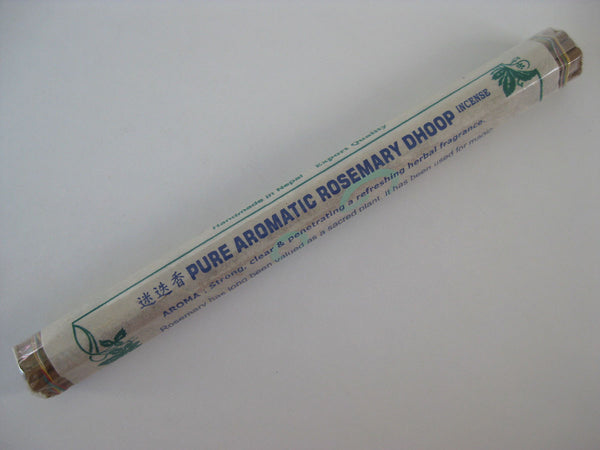 Handmade in Nepal Export Quality
迷迭香 PURE AROMATIC ROSEMARY DHOOP INCENSE
AROMA : Strong, clear & penetrating a refreshing herbal fragrance.
Rosemary has long been valued as a sacred plant. it has been used for magic